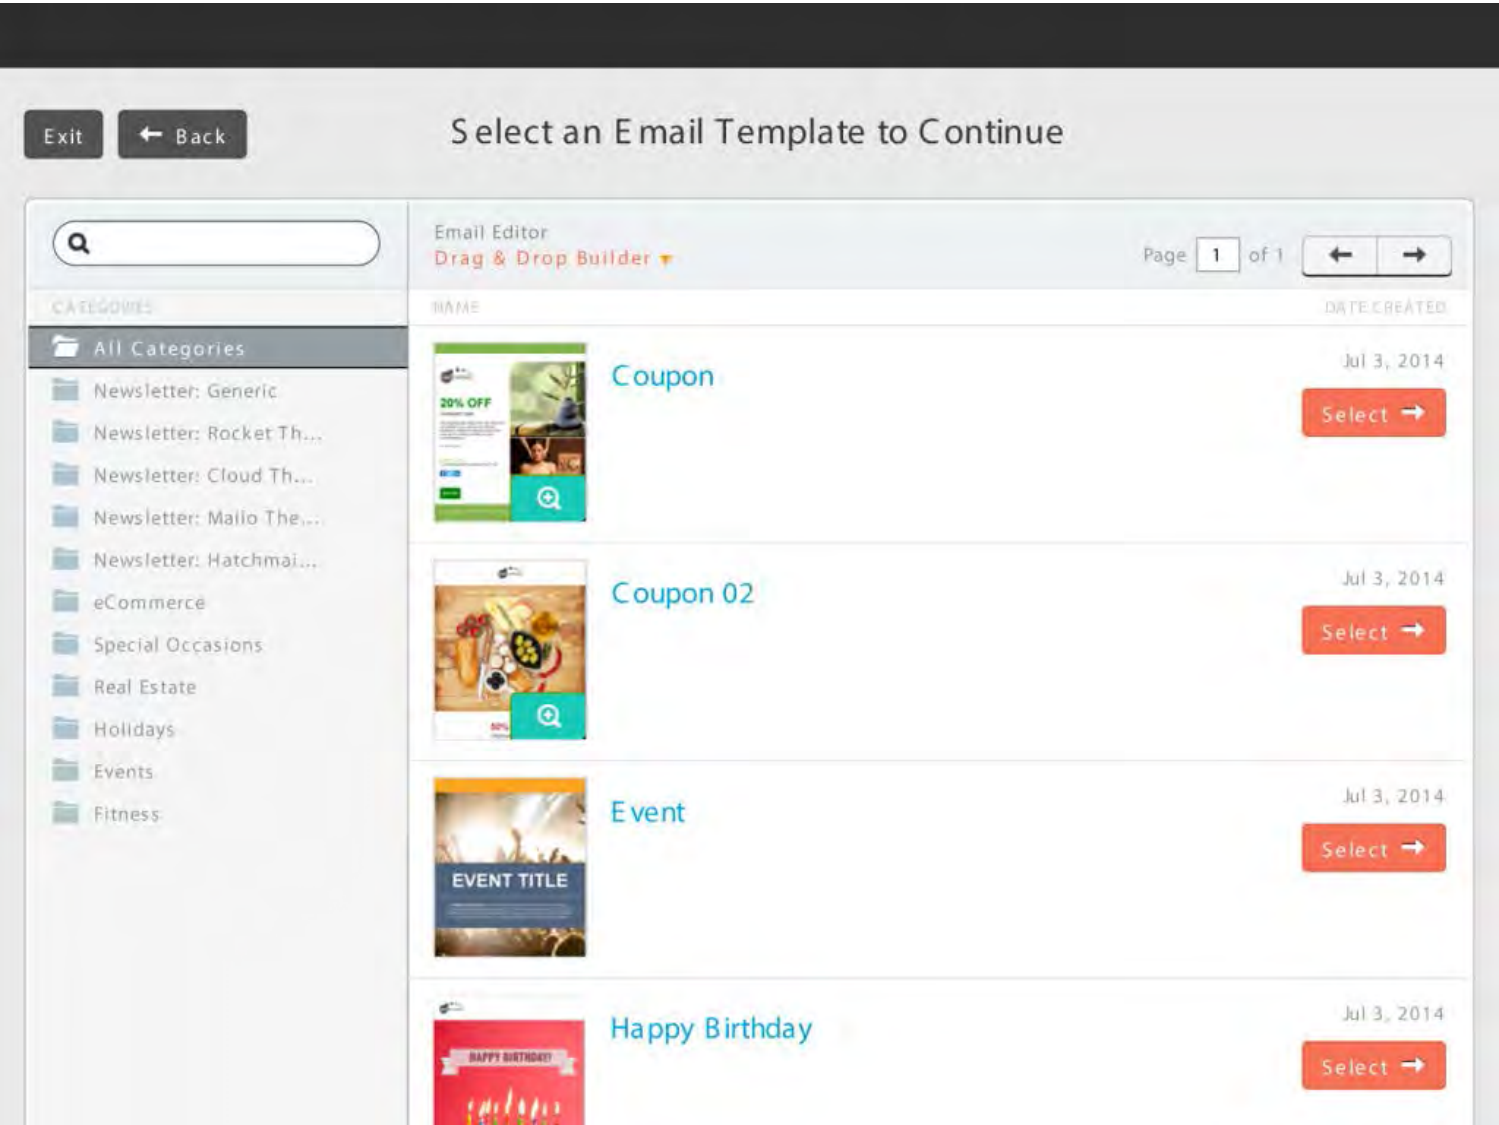 Exit
Back
Select an Email Template to Continue
Email Editor
Drag & Drop Builder
Page 1 of 1
CATEGORIES
NAME
DATE CREATED
All Categories
Newsletter: Generic
Newsletter: Rocket Th...
Newsletter: Cloud Th...
Newsletter: Mailo The...
Newsletter: Hatchmai...
eCommerce
Special Occasions
Real Estate
Holidays
Events
Fitness
20% OFF
Coupon
Jul 3, 2014
Select
Coupon 02
Jul 3, 2014
Select
50%
EVENT TITLE
Event
Jul 3, 2014
Select
HAPPY BIRTHDAY!
Happy Birthday
Jul 3, 2014
Select